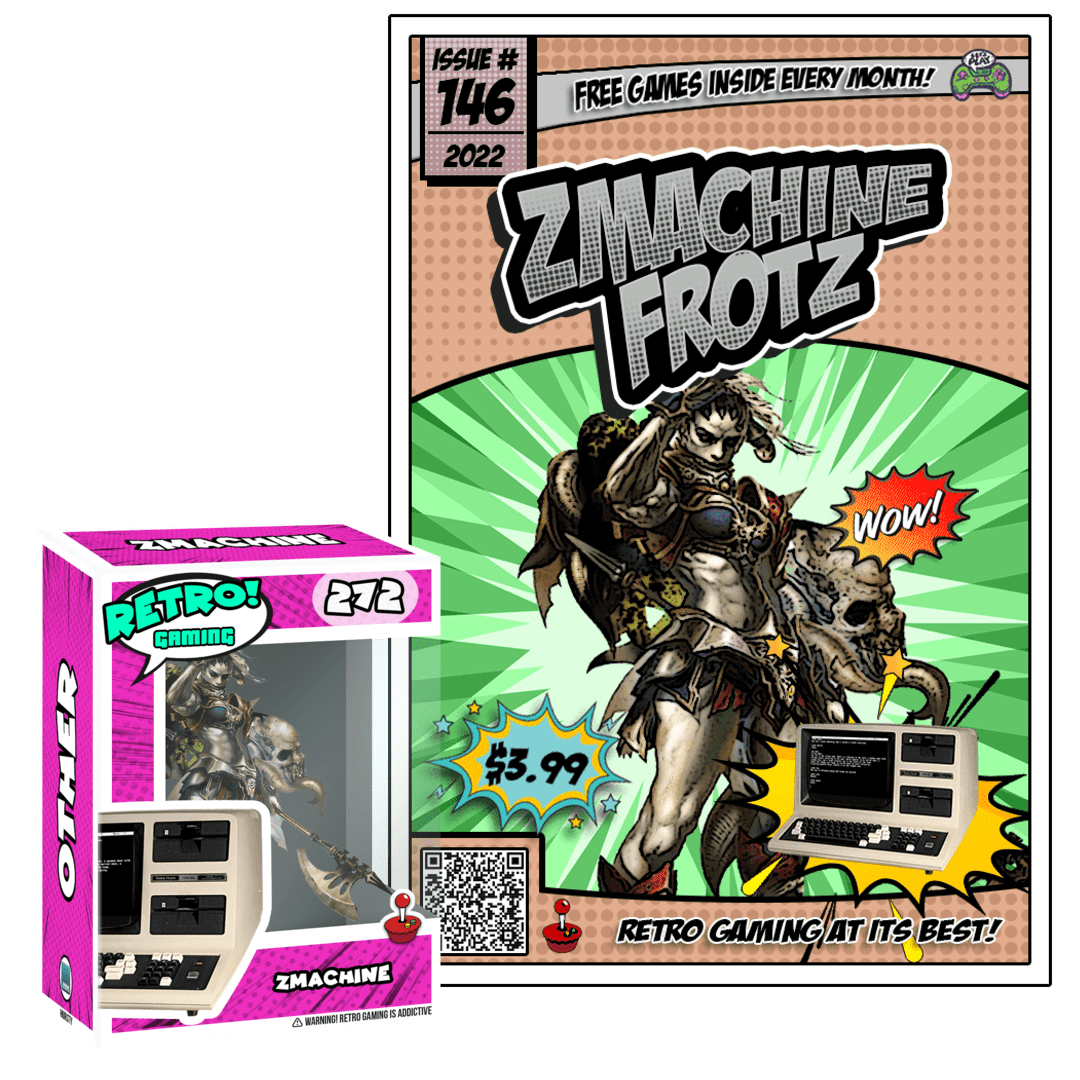 ISSUE #
146
2022
FREE GAMES INSIDE EVERY MONTH!
ZMACHINE
FROTZ
WOW!
$3.99
RETRO GAMING AT ITS BEST!
ZMACHINE
RETRO!
GAMING
272
OTHER
ZMACHINE
WARNING! RETRO GAMING IS ADDICTIVE